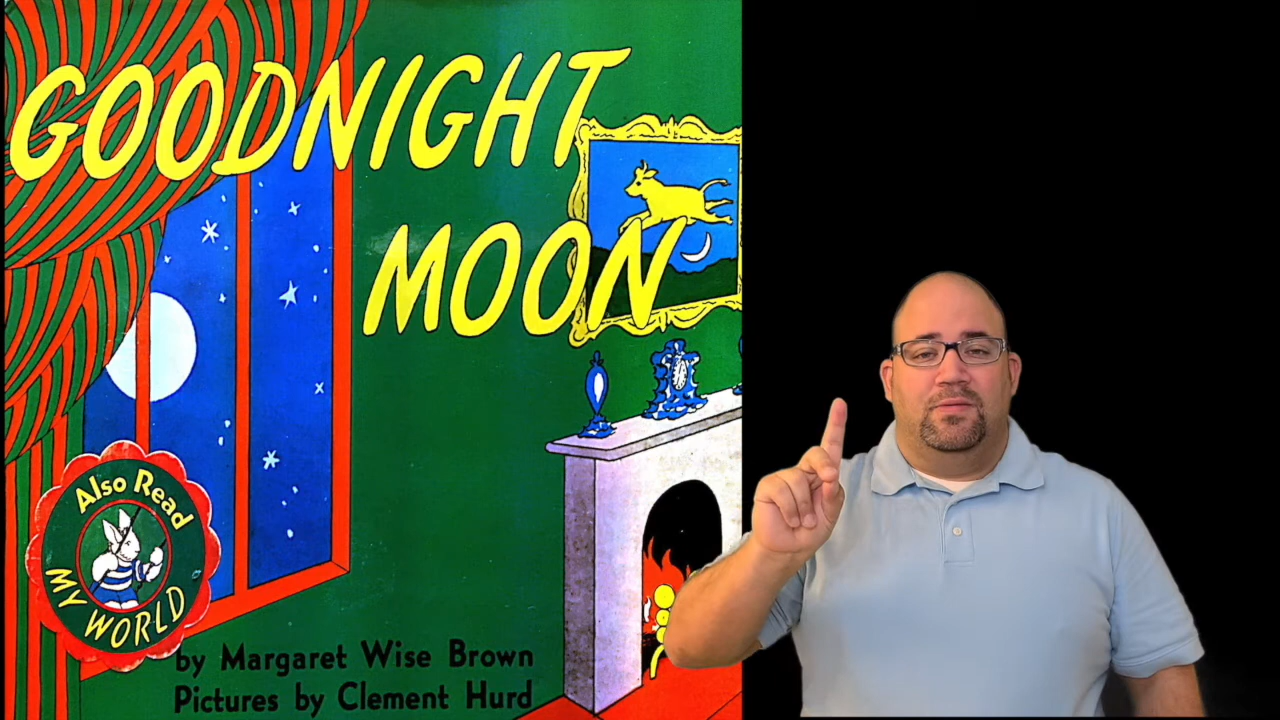 GOODNIGHT
MOON
Also Read
MY WORLD
by Margaret Wise Brown
Pictures by Clement Hurd